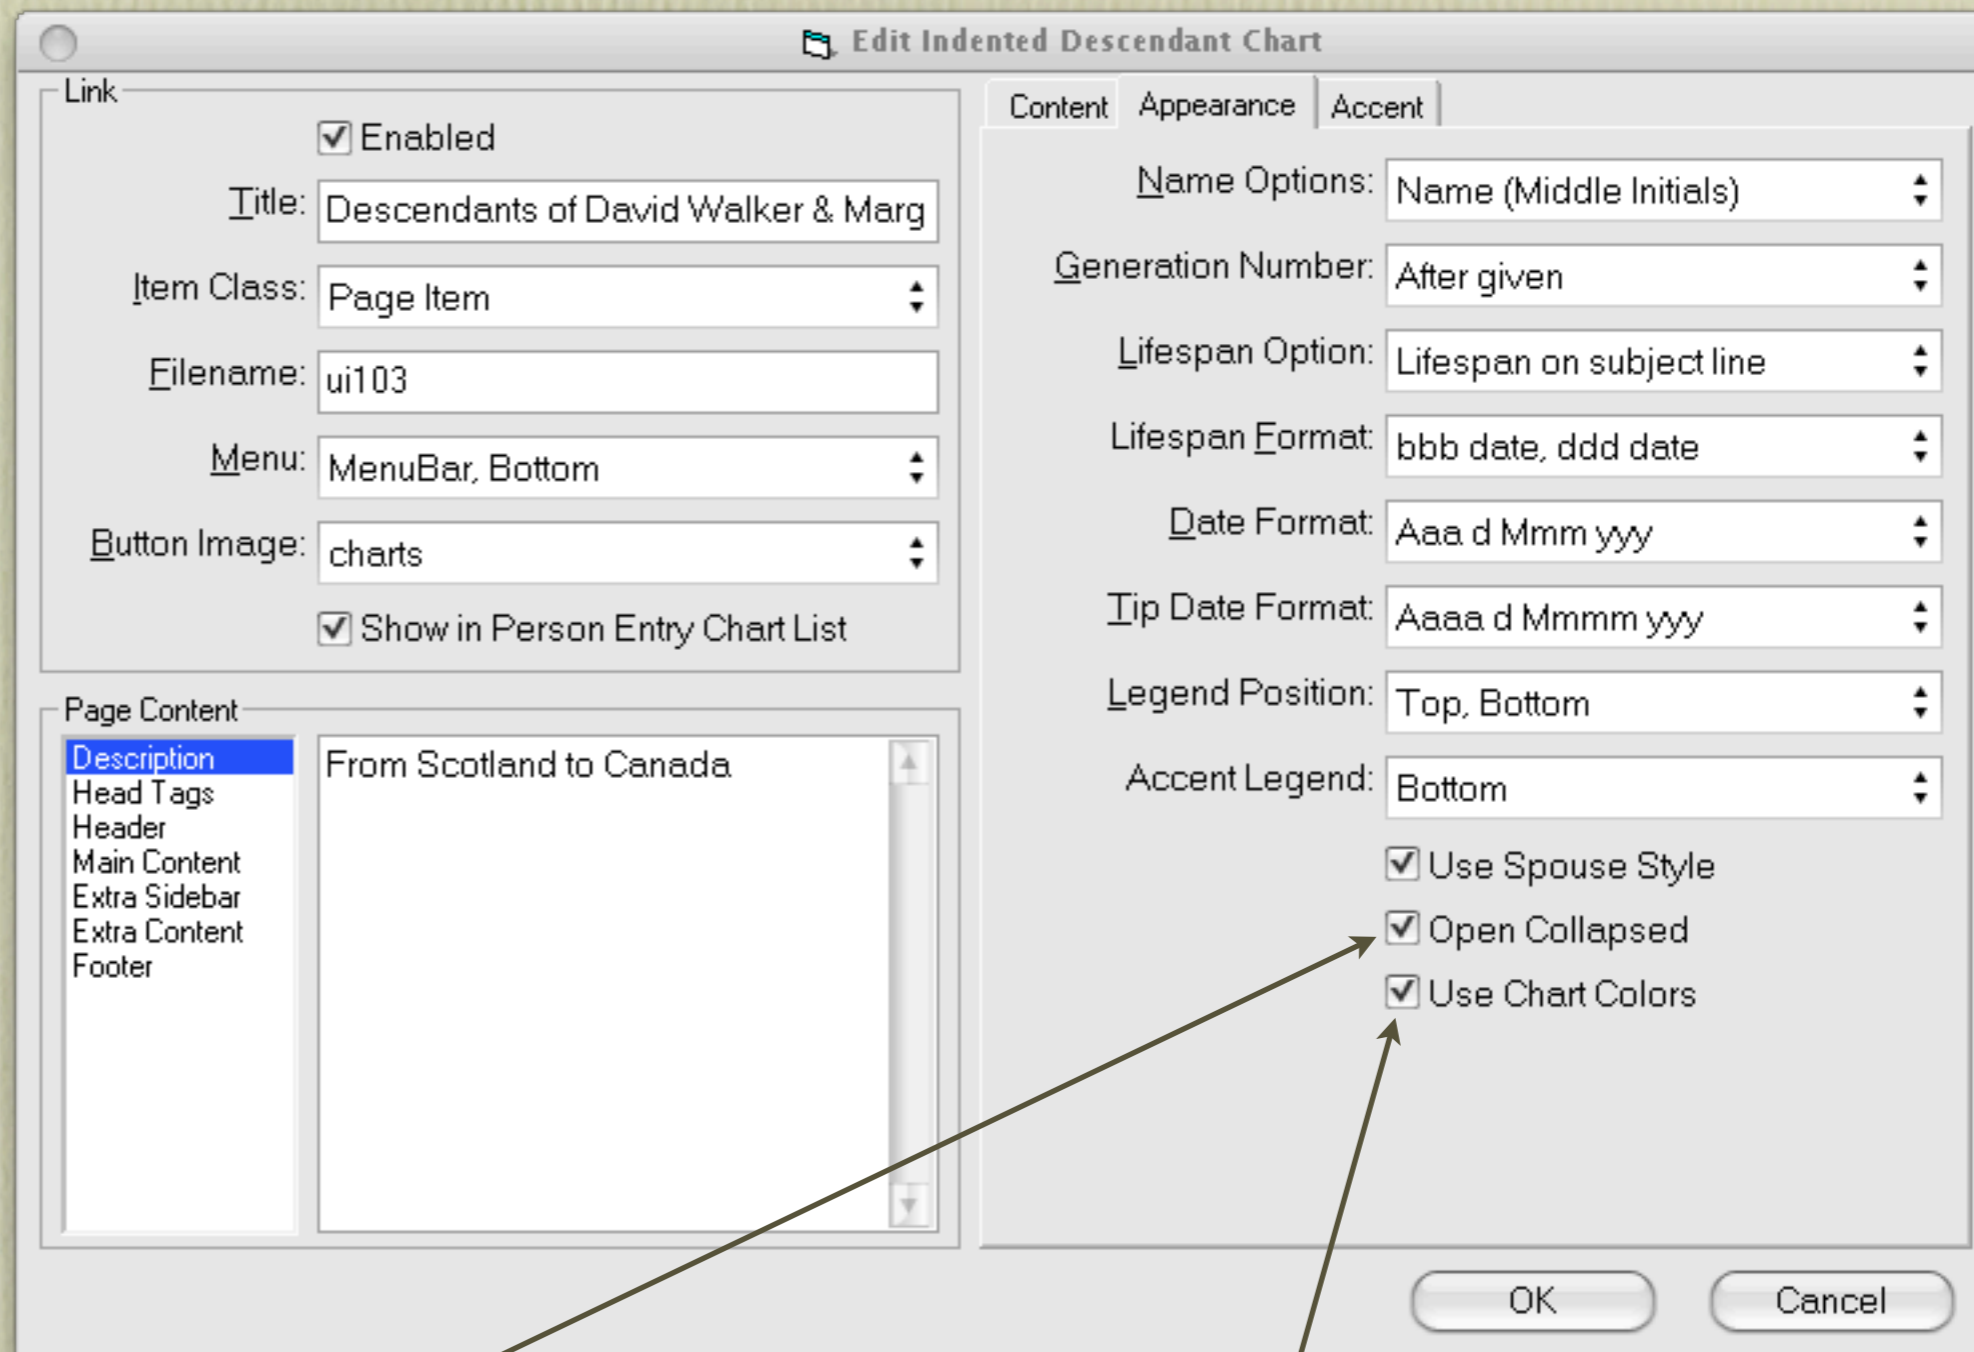 Edit Indented Descendant Chart
Link
Enabled
Title: Descendants of David Walker & Marg
Item Class: Page Item
Filename: ui103
Menu: MenuBar, Bottom
Button Image: charts
Show in Person Entry Chart List
Page Content
Description
Head Tags
Header
Main Content
Extra Sidebar
Extra Content
Footer
From Scotland to Canada
Content Appearance Accent
Name Options: Name (Middle Initials)
Generation Number: After given
Lifespan Option: Lifespan on subject line
Lifespan Format: bbb date, ddd date
Date Format: Aaa d Mmm yyy
Tip Date Format: Aaaa d Mmmm yyy
Legend Position: Top, Bottom
Accent Legend: Bottom
Use Spouse Style
Open Collapsed
Use Chart Colors
OK Cancel